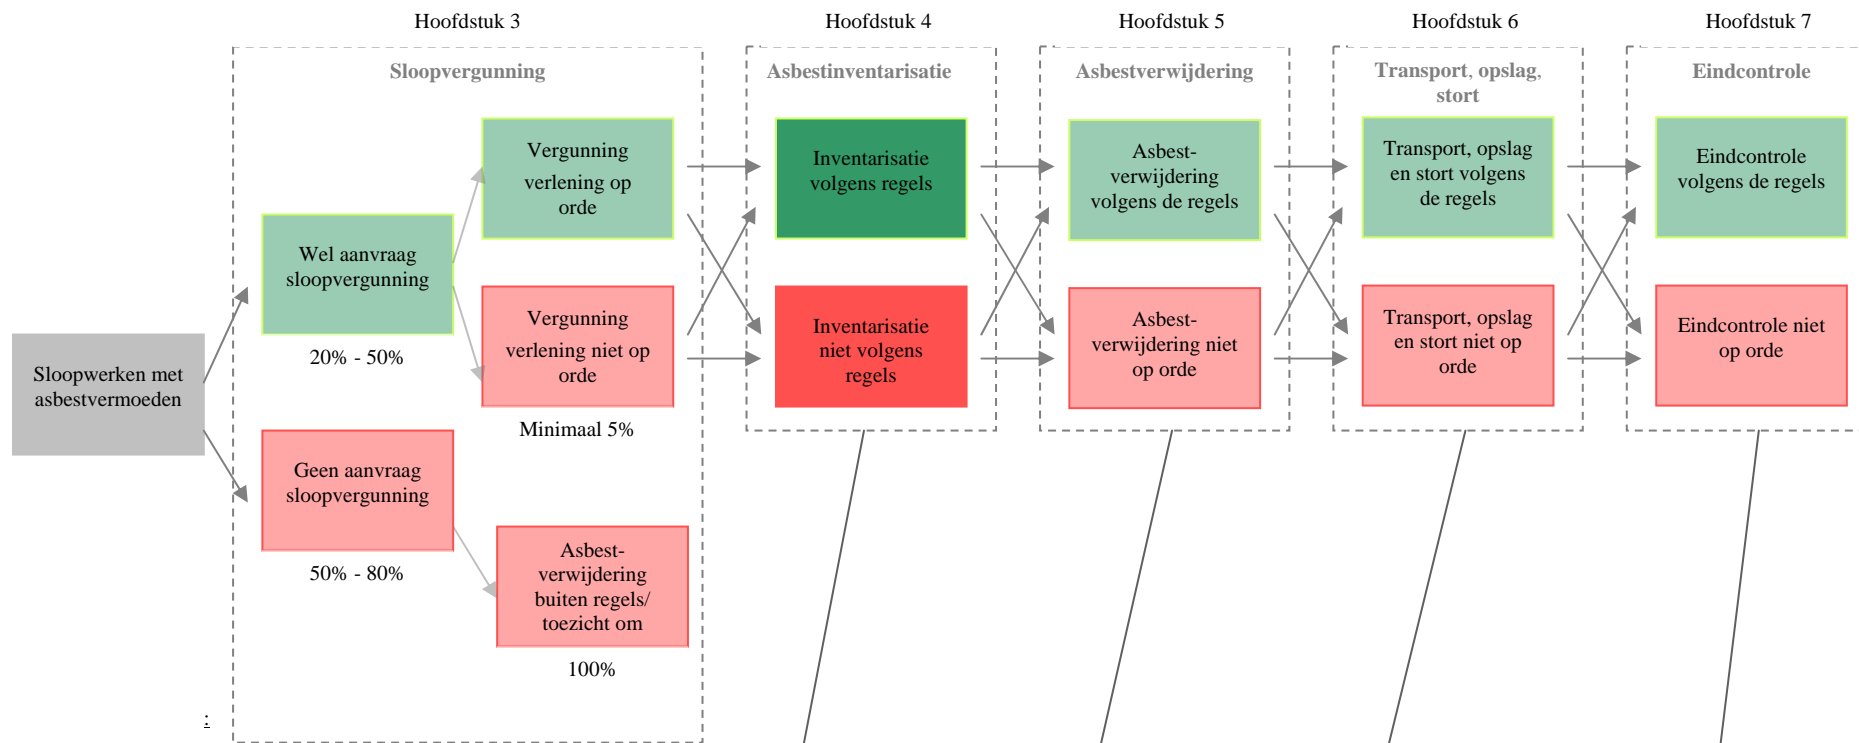 Hoofdstuk 3
Hoofdstuk 4
Hoofdstuk 5
Hoofdstuk 6
Hoofdstuk 7
Sloopvergunning
Asbestinventarisatie
Asbestverwijdering
Transport, opslag,
stort
Eindcontrole
Sloopwerken met
asbestvermoeden
Wel aanvraag
sloopvergunning
20% - 50%
Geen aanvraag
sloopvergunning
50% - 80%
Vergunning
verlening op
orde
Vergunning
verlening niet op
orde
Minimaal 5%
Asbest-
verwijdering
buiten regels/
toezicht om
100%
Inventarisatie
volgens regels
Inventarisatie
niet volgens
regels
Asbest-
verwijdering
volgens de regels
Asbest-
verwijdering niet
op orde
Transport, opslag
en stort volgens
de regels
Transport, opslag
en stort niet op
orde
Eindcontrole
volgens de regels
Eindcontrole niet
op orde
: